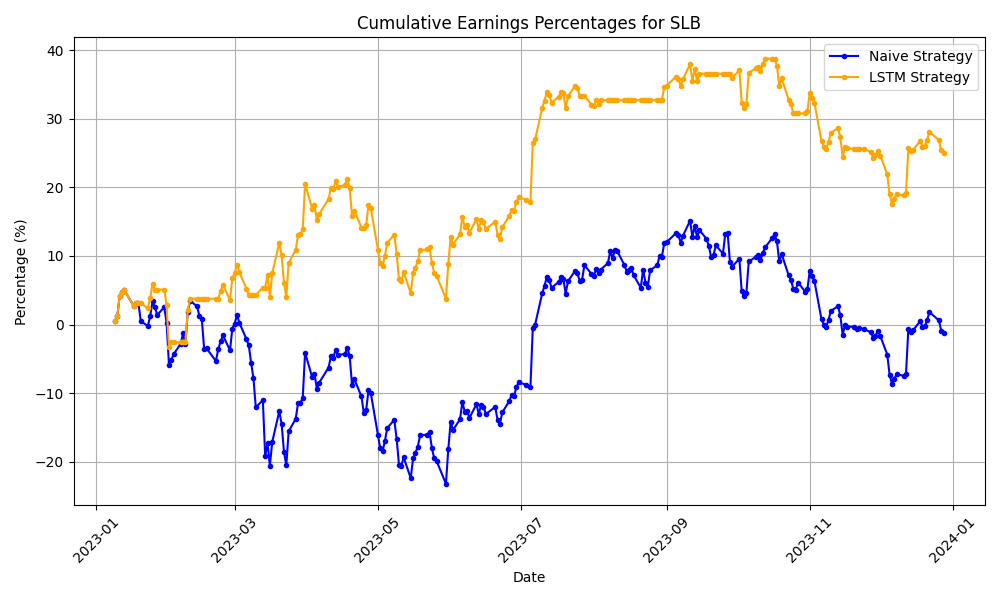 Cumulative Earnings Percentages for SLB
Naive Strategy
LSTM Strategy
Percentage (%)
40
30
20
10
0
−10
−20
2023-01
2023-03
2023-05
2023-07
2023-09
2023-11
2024-01
Date